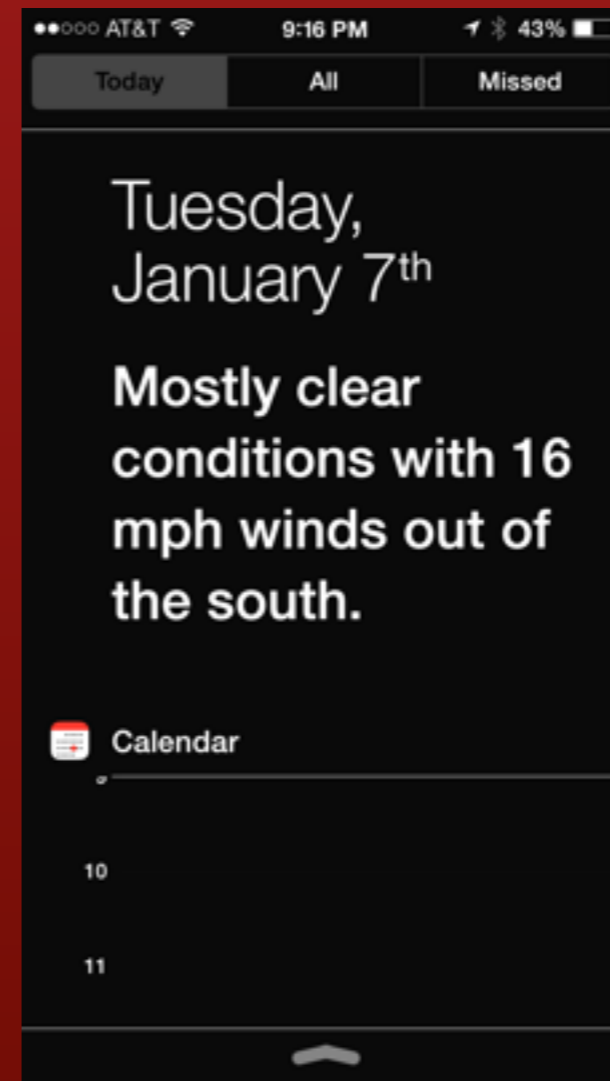 AT&T 9:16 PM 43%
Today All Missed
Tuesday,
January 7th
Mostly clear
conditions with 16
mph winds out of
the south.
Calendar
10
11